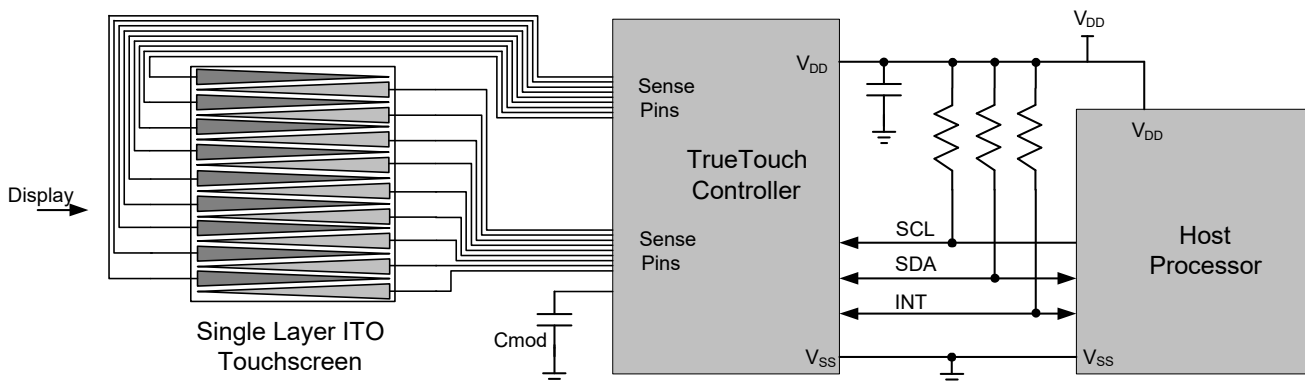 Display
Single Layer ITO
Touchscreen
Sense
Pins
Sense
Pins
Cmod
TrueTouch
Controller
VDD
VSS
VDD
SCL
SDA
INT
VDD
Host
Processor
VSS